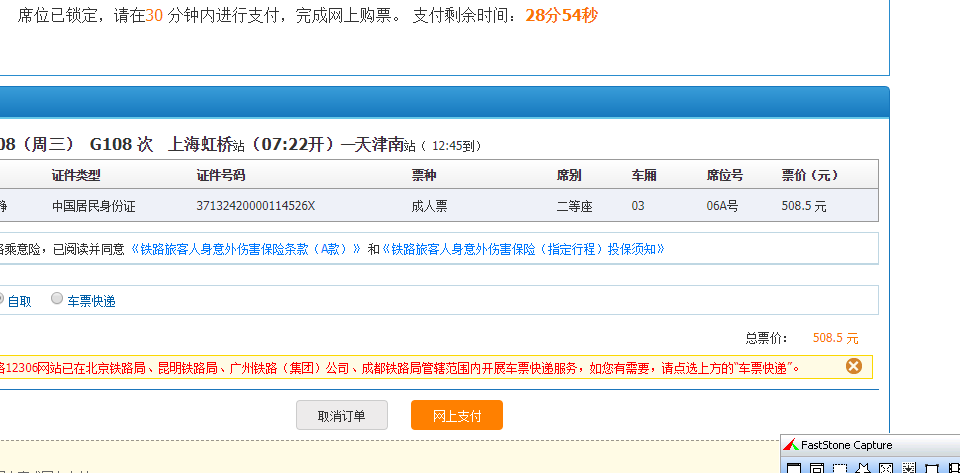 席位已锁定，请在30 分钟内进行支付，完成网上购票。 支付剩余时间：28分54秒
08（周三） G108 次 上海虹桥站（07:22开）—天津南站（ 12:45到）
证件类型 证件号码 票种 席别 车厢 席位号 票价（元）
静 中国居民身份证 37132420000114526X 成人票 二等座 03 06A号 508.5 元
乘意险，已阅读并同意《铁路旅客人身意外伤害保险条款（A款）》 和《铁路旅客人身意外伤害保险（指定行程）投保须知》
自取 车票快递
总票价： 508.5 元
12306网站已在北京铁路局、昆明铁路局、广州铁路（集团）公司、成都铁路局管辖范围内开展车票快递服务，如您有需要，请点选上方的“车票快递”。
取消订单 网上支付
FastStone Capture